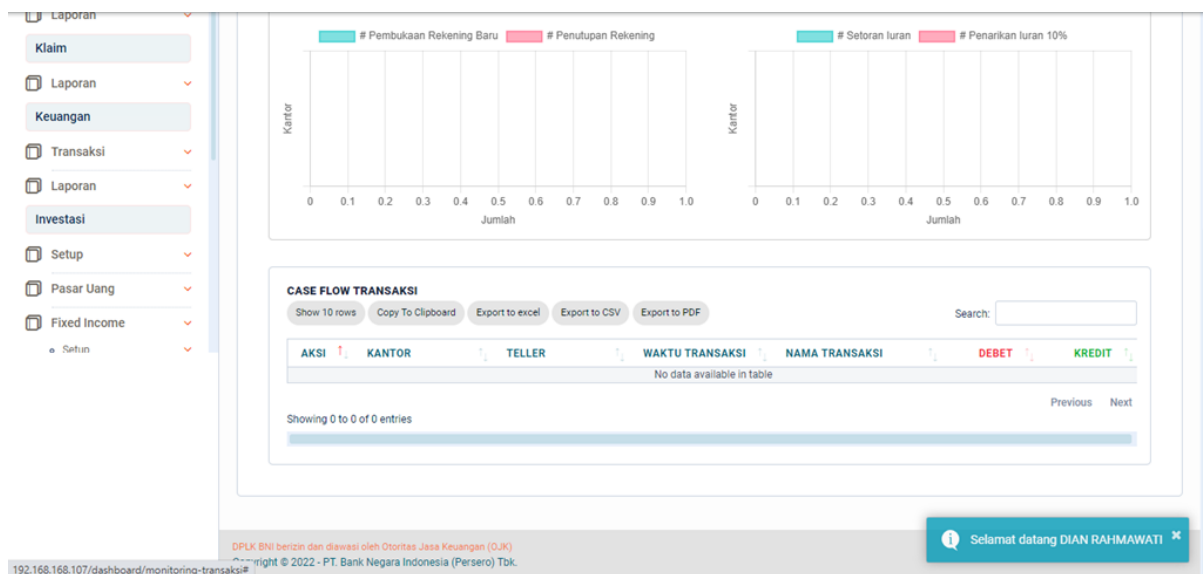 Laporan
Klaim
Laporan
Keuangan
Transaksi
Laporan
Investasi
Setup
Pasar Uang
Fixed Income
Setup
# Pembukaan Rekening Baru # Penutupan Rekening
Kantor
0 0.1 0.2 0.3 0.4 0.5 0.6 0.7 0.8 0.9 1.0
Jumlah
# Setoran Iuran # Penarikan Iuran 10%
Kantor
0 0.1 0.2 0.3 0.4 0.5 0.6 0.7 0.8 0.9 1.0
Jumlah
CASE FLOW TRANSAKSI
Show 10 rows Copy To Clipboard Export to excel Export to CSV Export to PDF Search:
AKSI KANTOR TELLER WAKTU TRANSAKSI NAMA TRANSAKSI DEBET KREDIT
No data available in table
Previous Next
Showing 0 to 0 of 0 entries
DPLK BNI berizin dan diawasi oleh Otoritas Jasa Keuangan (OJK)
right © 2022 - PT. Bank Negara Indonesia (Persero) Tbk.
Selamat datang DIAN RAHMAWATI ×
192.168.168.107/dashboard/monitoring-transaksi#